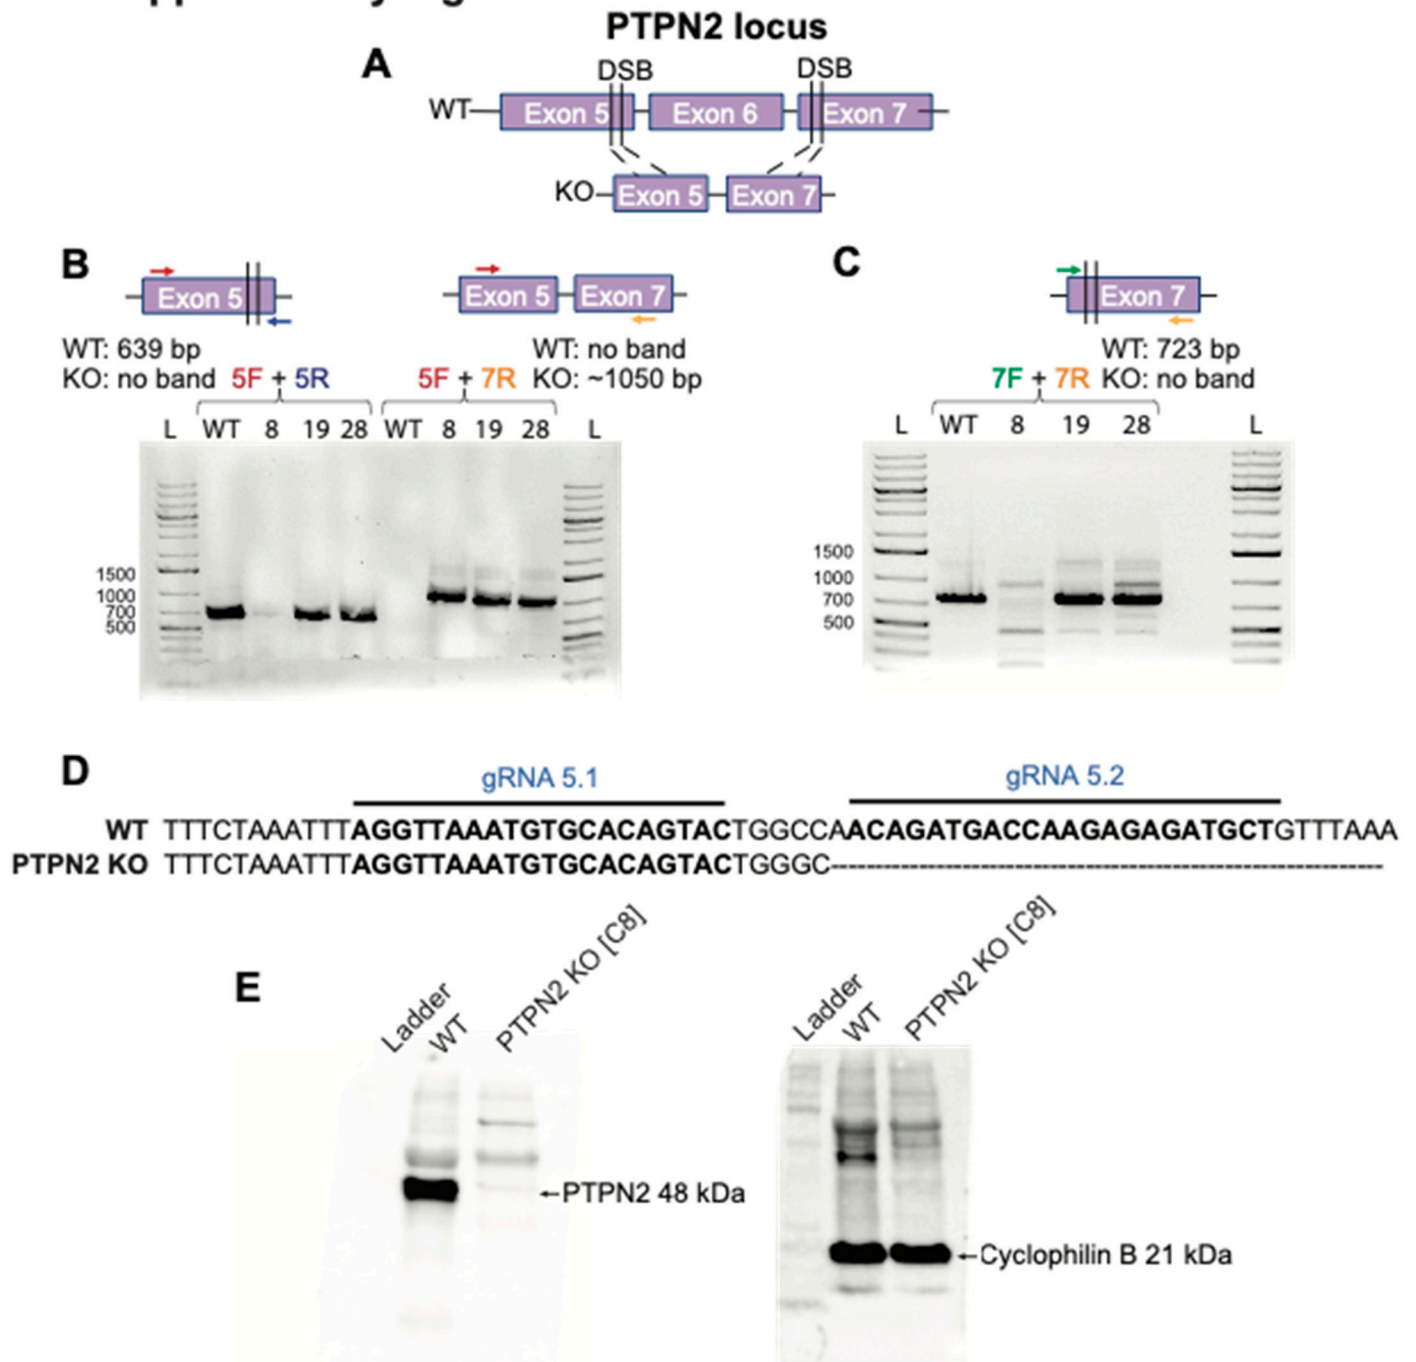 PTPN2 locus
A
DSB DSB
WT Exon 5 Exon 6 Exon 7
KO Exon 5 Exon 7
B
Exon 5 Exon 5 Exon 7
WT: 639 bp WT: no band
KO: no band 5F + 5R 5F + 7R KO: ~1050 bp
L WT 8 19 28 WT 8 19 28 L
1500
1000
700
500
C
Exon 7
WT: 723 bp
7F + 7R KO: no band
L WT 8 19 28 L
1500
1000
700
500
D
gRNA 5.1 gRNA 5.2
WT TTTCTAAATTTAGGTTAAATGTGCACAGTACTGGCCAACAGATGACCAAGAGAGATGCTGTTTAAA
PTPN2 KO TTTCTAAATTTAGGTTAAATGTGCACAGTACTGGGC--------------------------------
E
Ladder
WT
PTPN2 KO [C8]
PTPN2 48 kDa
Ladder
WT
PTPN2 KO [C8]
Cyclophilin B 21 kDa